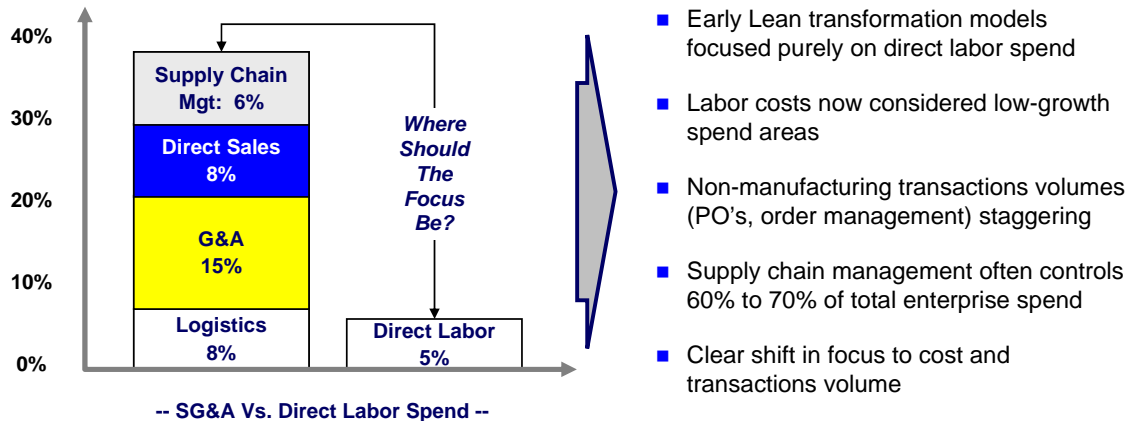 40%
30%
20%
10%
0%
Supply Chain
Mgt: 6%
Direct Sales
8%
G&A
15%
Logistics
8%
Where
Should
The
Focus
Be?
Direct Labor
5%
-- SG&A Vs. Direct Labor Spend --
Early Lean transformation models
focused purely on direct labor spend
Labor costs now considered low-growth
spend areas
Non-manufacturing transactions volumes
(PO's, order management) staggering
Supply chain management often controls
60% to 70% of total enterprise spend
Clear shift in focus to cost and
transactions volume